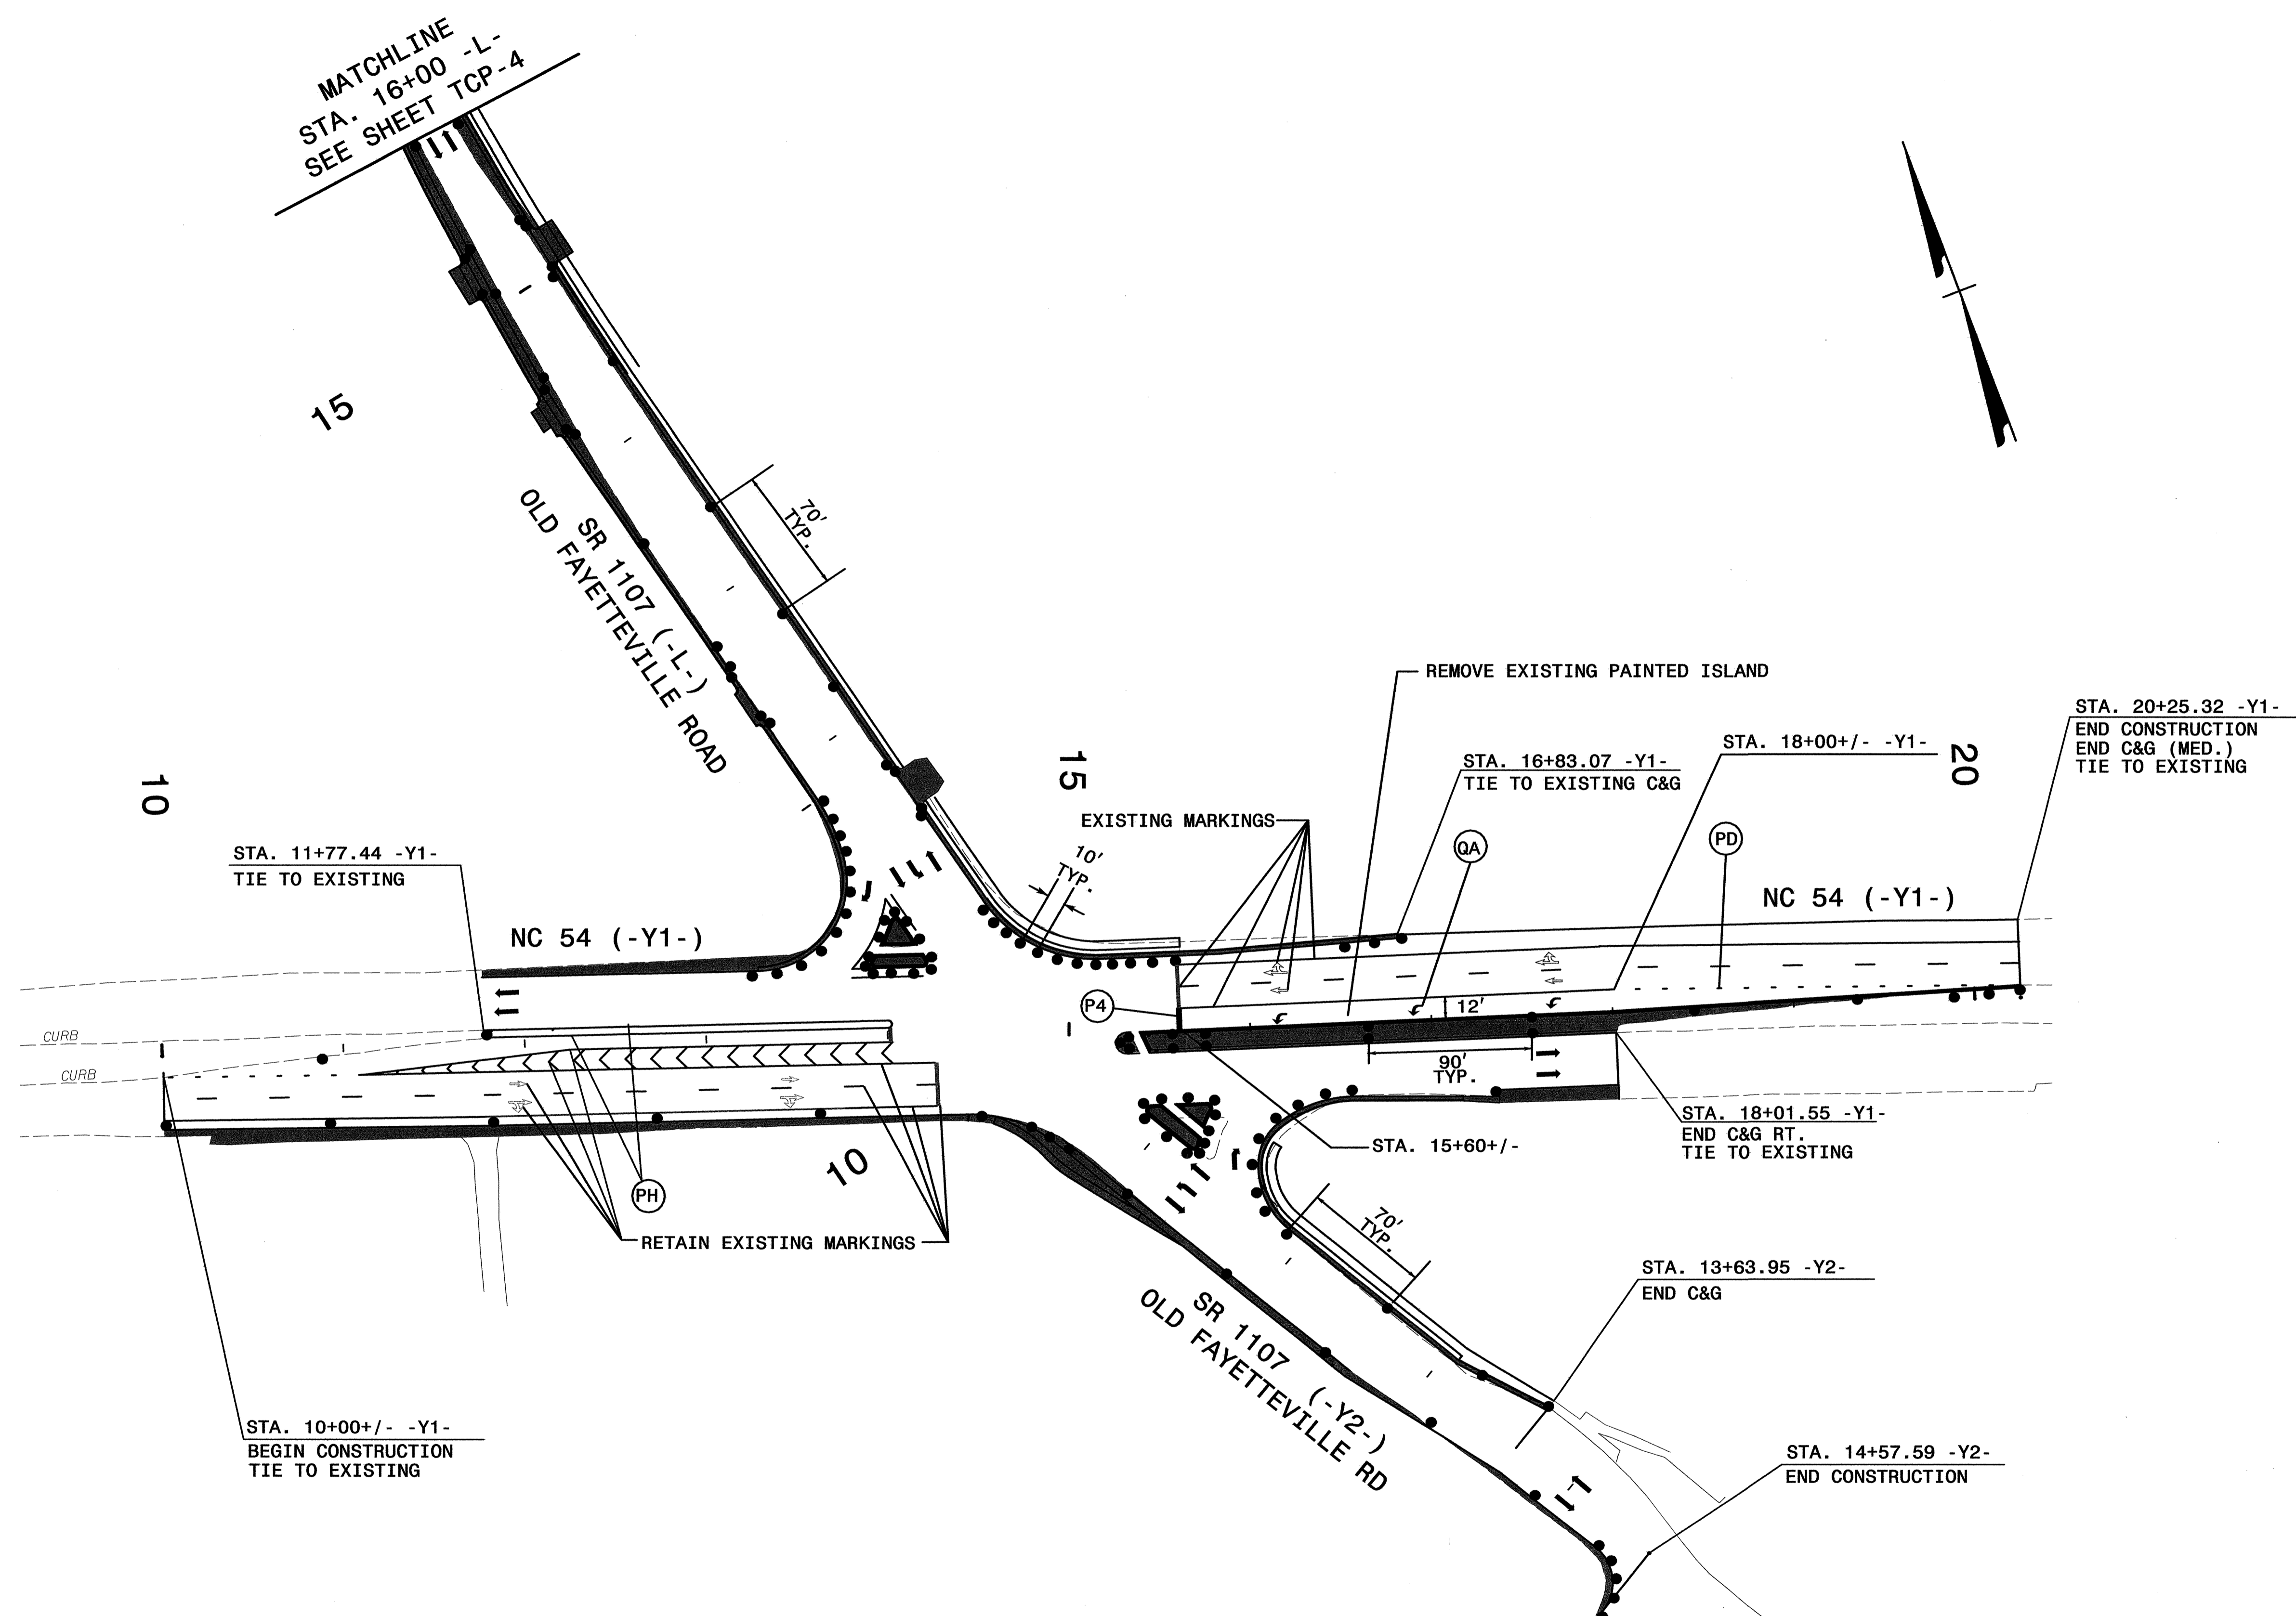 MATCHLINE
STA. 16+00 -L-
SEE SHEET TCP-4
15
70'
TYP.
SR 1107 (-L-)
OLD FAYETTEVILLE ROAD
REMOVE EXISTING PAINTED ISLAND
STA. 20+25.32 -Y1-
END CONSTRUCTION
END C&G (MED.)
TIE TO EXISTING
STA. 18+00+/- -Y1-
20
15
STA. 16+83.07 -Y1-
TIE TO EXISTING C&G
10
EXISTING MARKINGS
QA
PD
STA. 11+77.44 -Y1-
TIE TO EXISTING
10'
TYP.
NC 54 (-Y1-)
NC 54 (-Y1-)
P4
12'
CURB
CURB
90'
TYP.
STA. 18+01.55 -Y1-
END C&G RT.
TIE TO EXISTING
STA. 15+60+/-
10
PH
RETAIN EXISTING MARKINGS
70'
TYP.
STA. 13+63.95 -Y2-
END C&G
SR 1107 (-Y2-)
OLD FAYETTEVILLE RD
STA. 10+00+/- -Y1-
BEGIN CONSTRUCTION
TIE TO EXISTING
STA. 14+57.59 -Y2-
END CONSTRUCTION